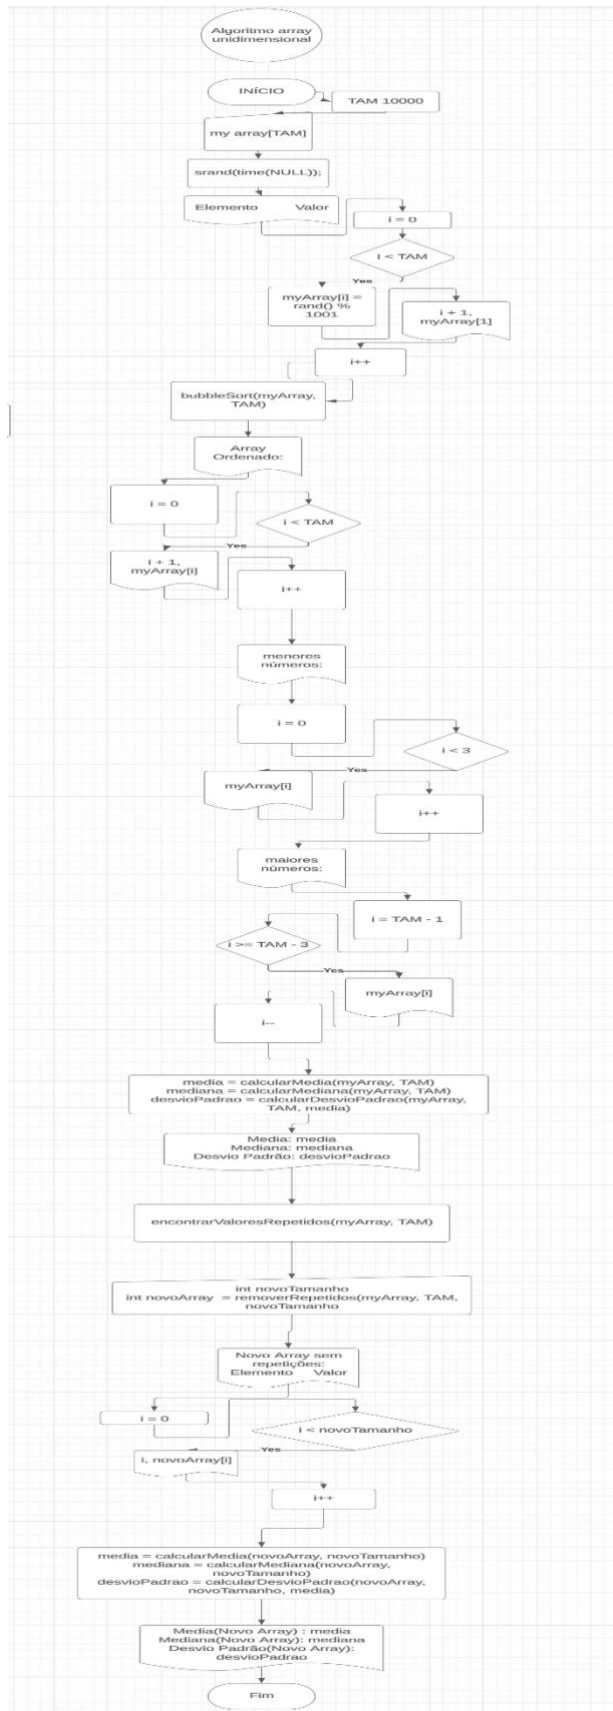 Algoritmo array
unidimensional
INÍCIO
TAM 10000
my array[TAM]
srand(time(NULL));
Elemento Valor
i = 0
i < TAM
Yes
myArray[i] =
rand() %
1001
i + 1,
myArray[1]
i++
bubbleSort(myArray,
TAM)
Array
Ordenado:
i = 0
i < TAM
Yes
i + 1,
myArray[i]
i++
menores
números:
i = 0
i < 3
Yes
myArray[i]
i++
maiores
números:
i = TAM - 1
i >= TAM - 3
Yes
myArray[i]
i--
media = calcularMedia(myArray, TAM)
mediana = calcularMediana(myArray, TAM)
desvioPadrao = calcularDesvioPadrao(myArray,
TAM, media)
Media: media
Mediana: mediana
Desvio Padrão: desvioPadrao
encontrarValoresRepetidos(myArray, TAM)
int novoTamanho
int novoArray = removerRepetidos(myArray, TAM,
novoTamanho
Novo Array sem
repetições:
Elemento Valor
i = 0
i < novoTamanho
Yes
i, novoArray[i]
i++
media = calcularMedia(novoArray, novoTamanho)
mediana = calcularMediana(novoArray,
novoTamanho)
desvioPadrao = calcularDesvioPadrao(novoArray,
novoTamanho, media)
Media(Novo Array) : media
Mediana(Novo Array): mediana
Desvio Padrão(Novo Array):
desvioPadrao
Fim